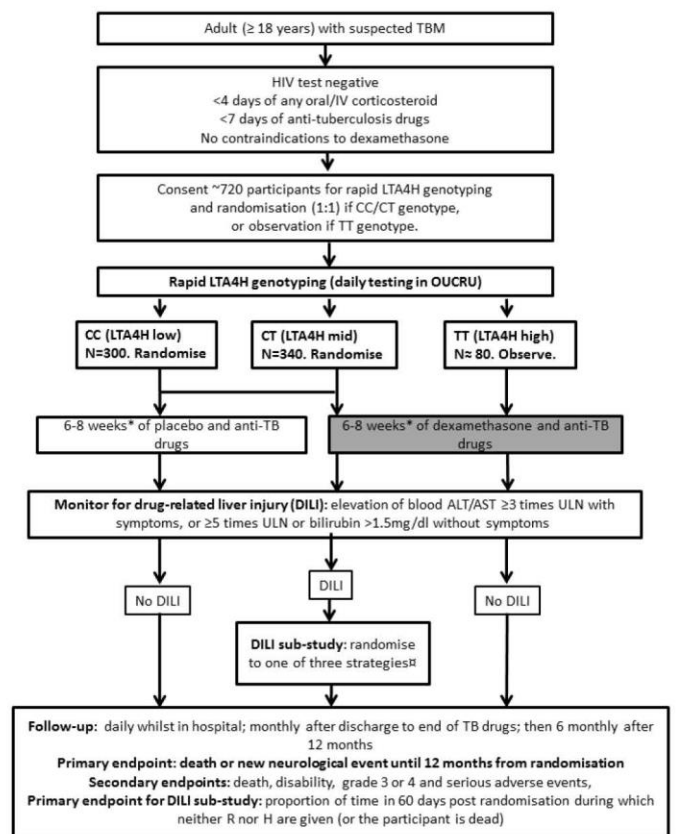 Adult (≥ 18 years) with suspected TBM
HIV test negative
<4 days of any oral/IV corticosteroid
<7 days of anti-tuberculosis drugs
No contraindications to dexamethasone
Consent ~720 participants for rapid LTA4H genotyping
and randomisation (1:1) if CC/CT genotype,
or observation if TT genotype.
Rapid LTA4H genotyping (daily testing in OUCRU)
CC (LTA4H low)
N=300. Randomise
CT (LTA4H mid)
N=340. Randomise
TT (LTA4H high)
N≈ 80. Observe.
6-8 weeks* of placebo and anti-TB
drugs
6-8 weeks* of dexamethasone and anti-TB
drugs
Monitor for drug-related liver injury (DILI): elevation of blood ALT/AST ≥3 times ULN with
symptoms, or ≥5 times ULN or bilirubin >1.5mg/dl without symptoms
No DILI
DILI
No DILI
DILI sub-study: randomise
to one of three strategies¤
Follow-up: daily whilst in hospital; monthly after discharge to end of TB drugs; then 6 monthly after
12 months
Primary endpoint: death or new neurological event until 12 months from randomisation
Secondary endpoints: death, disability, grade 3 or 4 and serious adverse events,
Primary endpoint for DILI sub-study: proportion of time in 60 days post randomisation during which
neither R nor H are given (or the participant is dead)